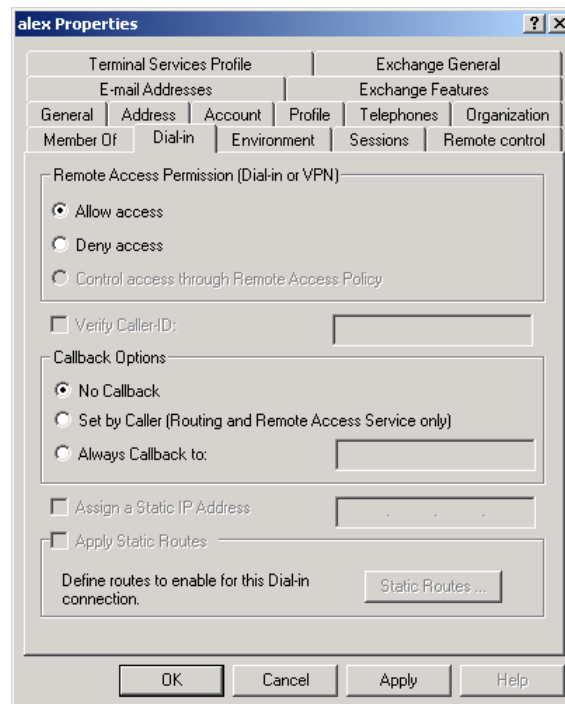 alex Properties
Terminal Services Profile Exchange General
E-mail Addresses Exchange Features
General Address Account Profile Telephones Organization
Member Of Dial-in Environment Sessions Remote control
Remote Access Permission (Dial-in or VPN)
Allow access
Deny access
Control access through Remote Access Policy
Verify Caller-ID:
Callback Options
No Callback
Set by Caller (Routing and Remote Access Service only)
Always Callback to:
Assign a Static IP Address
Apply Static Routes
Define routes to enable for this Dial-in
connection.
Static Routes ...
OK Cancel Apply Help